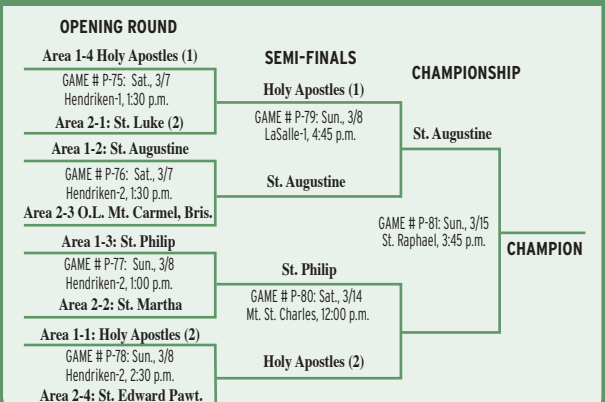 OPENING ROUND
Area 1-4 Holy Apostles (1)
GAME # P-75: Sat., 3/7
Hendriken-1, 1:30 p.m.
Area 2-1: St. Luke (2)
Area 1-2: St. Augustine
GAME # P-76: Sat., 3/7
Hendriken-2, 1:30 p.m.
Area 2-3 O.L. Mt. Carmel, Bris.
Area 1-3: St. Philip
GAME # P-77: Sun., 3/8
Hendriken-2, 1:00 p.m.
Area 2-2: St. Martha
Area 1-1: Holy Apostles (2)
GAME # P-78: Sun., 3/8
Hendriken-2, 2:30 p.m.
Area 2-4: St. Edward Pawt.
SEMI-FINALS
Holy Apostles (1)
GAME # P-79: Sun., 3/8
LaSalle-1, 4:45 p.m.
St. Augustine
St. Philip
GAME # P-80: Sat., 3/14
Mt. St. Charles, 12:00 p.m.
Holy Apostles (2)
CHAMPIONSHIP
St. Augustine
GAME # P-81: Sun., 3/15
St. Raphael, 3:45 p.m.
CHAMPION